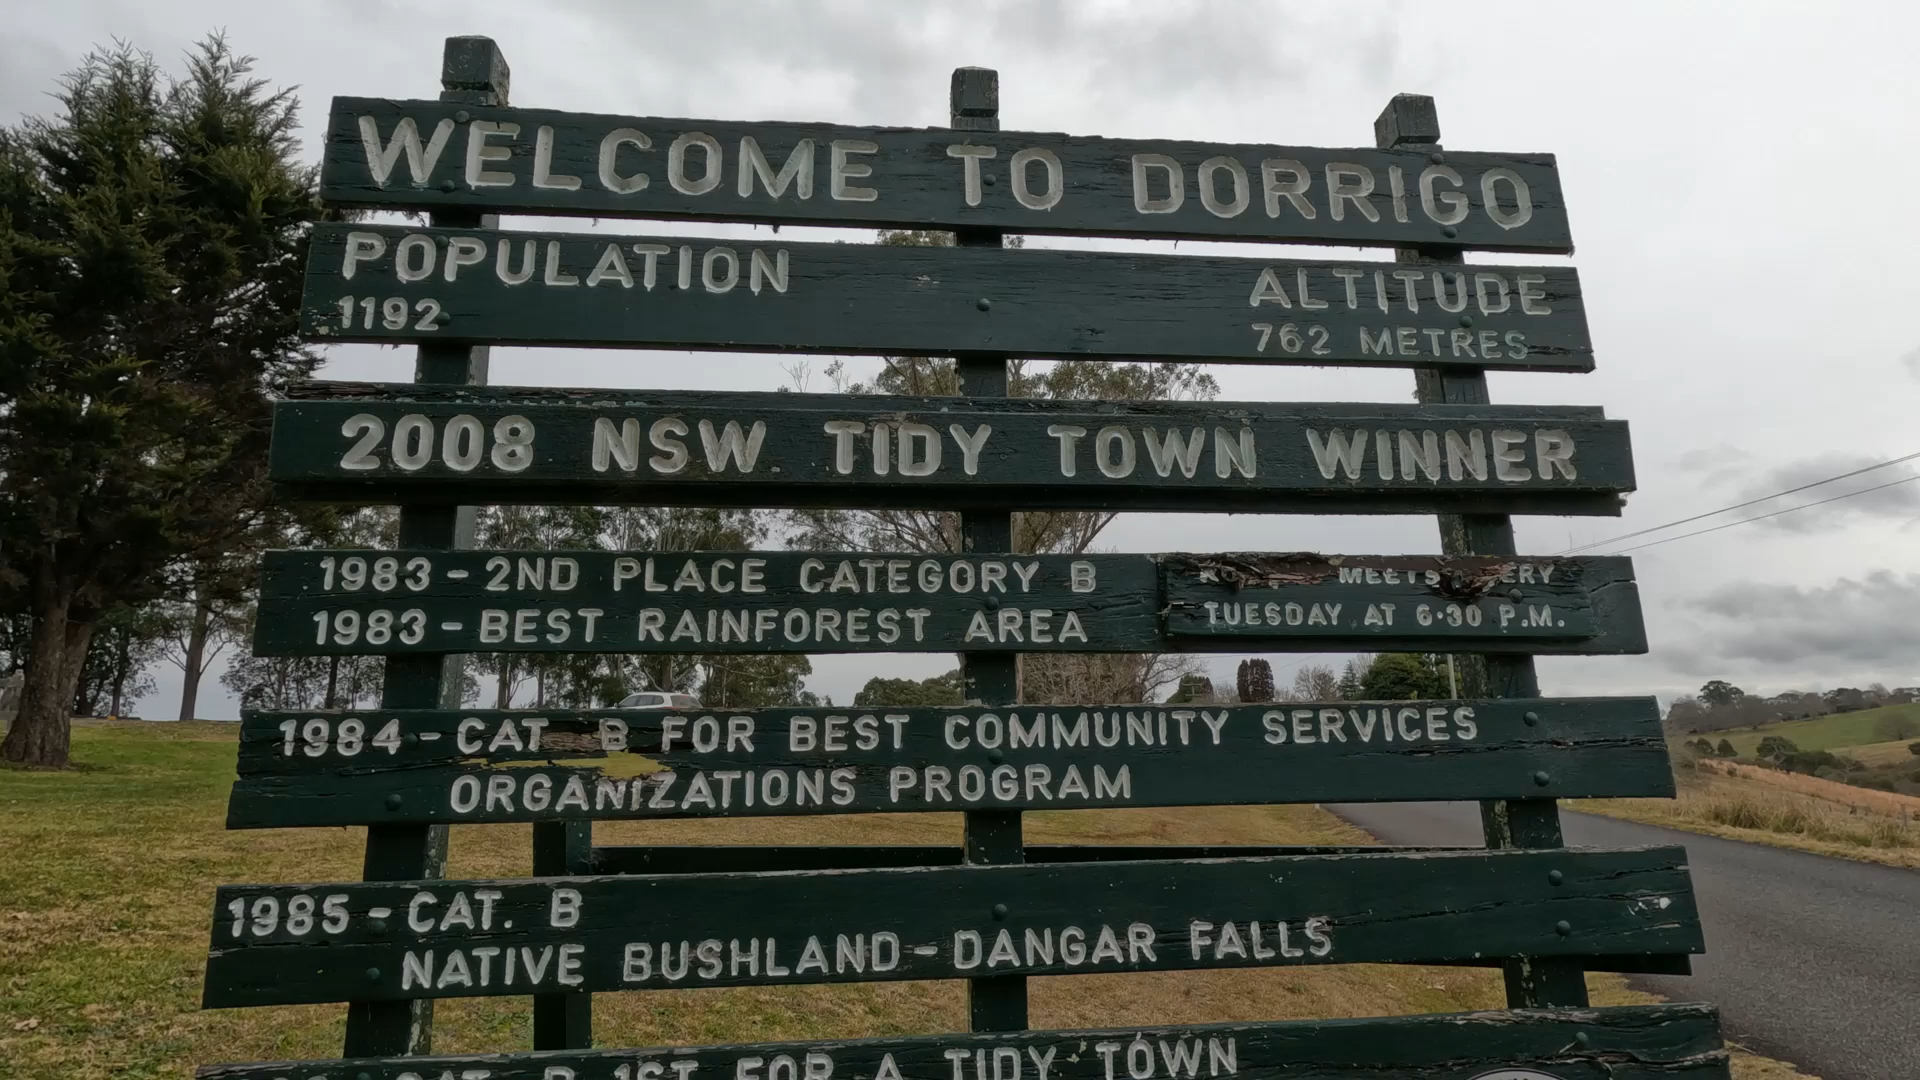 WELCOME TO DORRIGO
POPULATION
1192
ALTITUDE
762 METRES
2008 NSW TIDY TOWN WINNER
1983-2ND PLACE CATEGORY B
1983-BEST RAINFOREST AREA
MEETS
TUESDAY AT 6·30 P.M.
1984-CAT B FOR BEST COMMUNITY SERVICES
ORGANIZATIONS PROGRAM
1985-CAT. B
NATIVE BUSHLAND-DANGAR FALLS
CAT. B 1ST FOR A TIDY TOWN